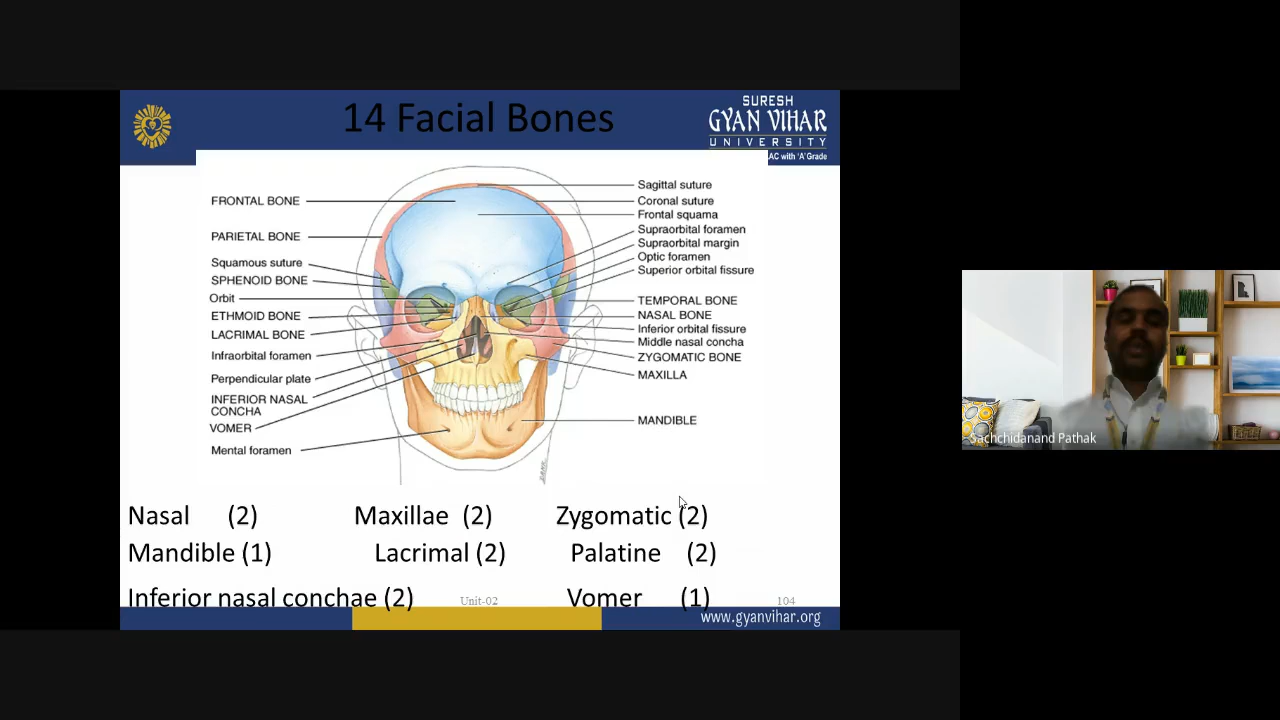 14 Facial Bones
SURESH
GYAN VIHAR
UNIVERSITY
AC with 'A' Grade
FRONTAL BONE
PARIETAL BONE
Squamous suture
SPHENOID BONE
Orbit
ETHMOID BONE
LACRIMAL BONE
Infraorbital foramen
Perpendicular plate
INFERIOR NASAL
CONCHA
VOMER
Mental foramen
Sagittal suture
Coronal suture
Frontal squama
Supraorbital foramen
Supraorbital margin
Optic foramen
Superior orbital fissure
TEMPORAL BONE
NASAL BONE
Inferior orbital fissure
Middle nasal concha
ZYGOMATIC BONE
MAXILLA
MANDIBLE
Nasal (2) Maxillae (2) Zygomatic (2)
Mandible (1) Lacrimal (2) Palatine (2)
Inferior nasal conchae (2) Unit-02 Vomer (1) 104
www.gyanvihar.org
Sachchidanand Pathak